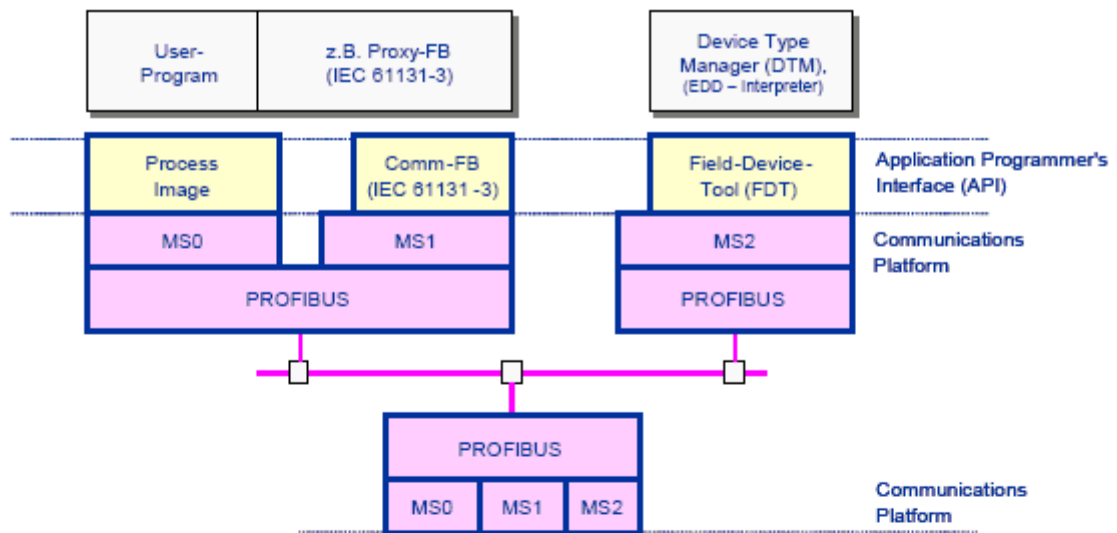 User-
Program
z.B. Proxy-FB
(IEC 61131-3)
Device Type
Manager (DTM),
(EDD – Interpreter)
Process
Image
Comm-FB
(IEC 61131 -3)
Field-Device-
Tool (FDT)
Application Programmer's
Interface (API)
MS0
MS1
MS2
Communications
Platform
PROFIBUS
PROFIBUS
PROFIBUS
MS0
MS1
MS2
Communications
Platform